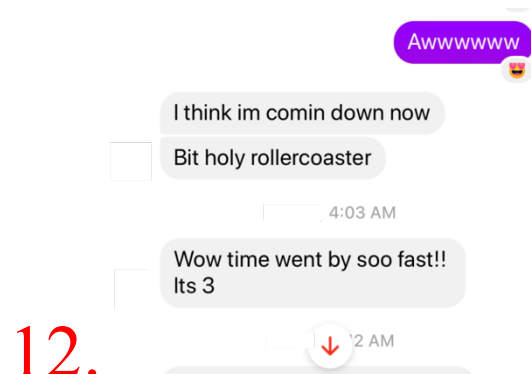 Awwwwww
I think im comin down now
Bit holy rollercoaster
4:03 AM
Wow time went by soo fast!!
Its 3
2 AM
12.